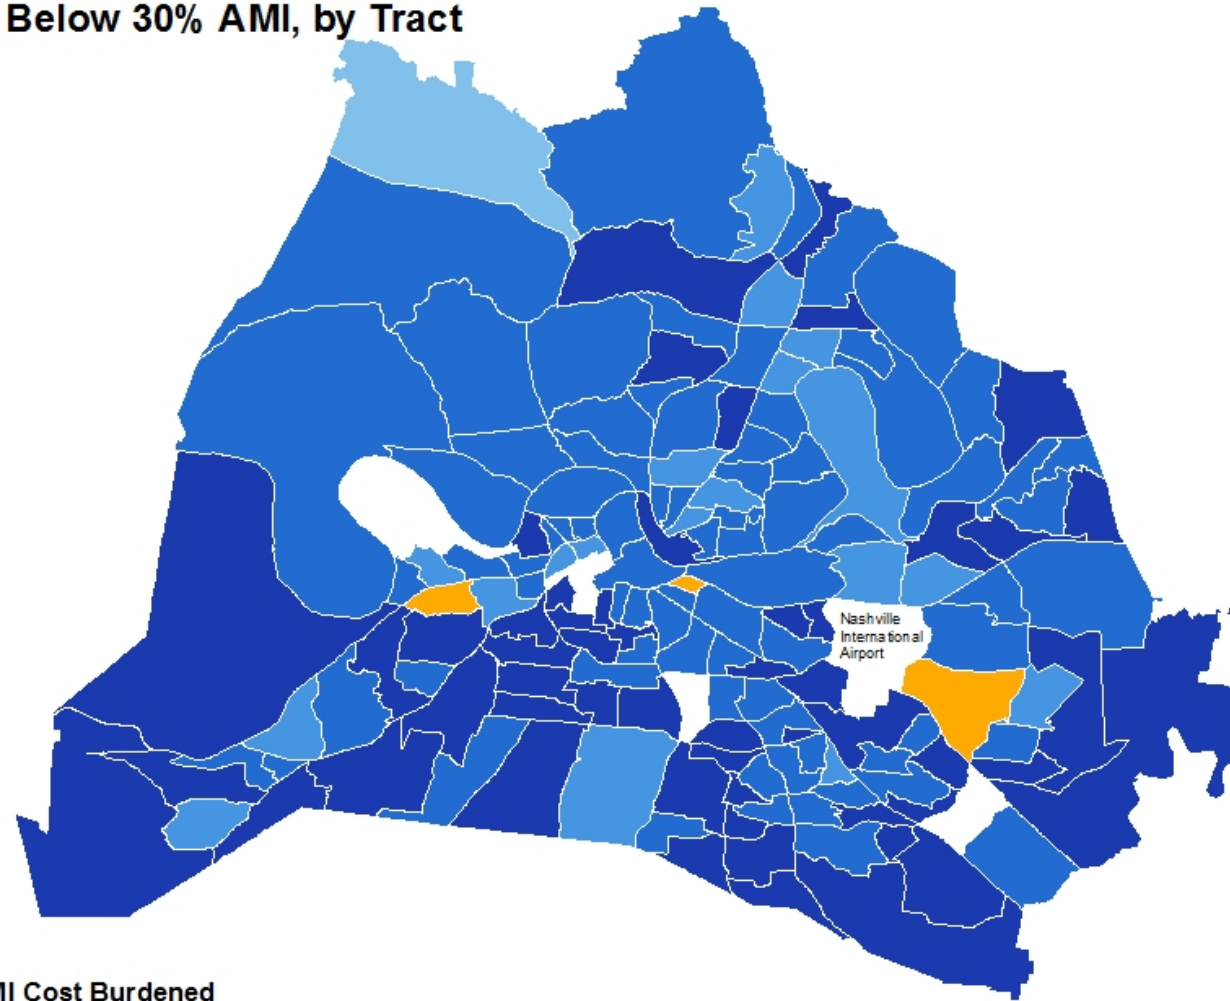 Below 30% AMI, by Tract
Nashville
International
Airport
Cost Burdened